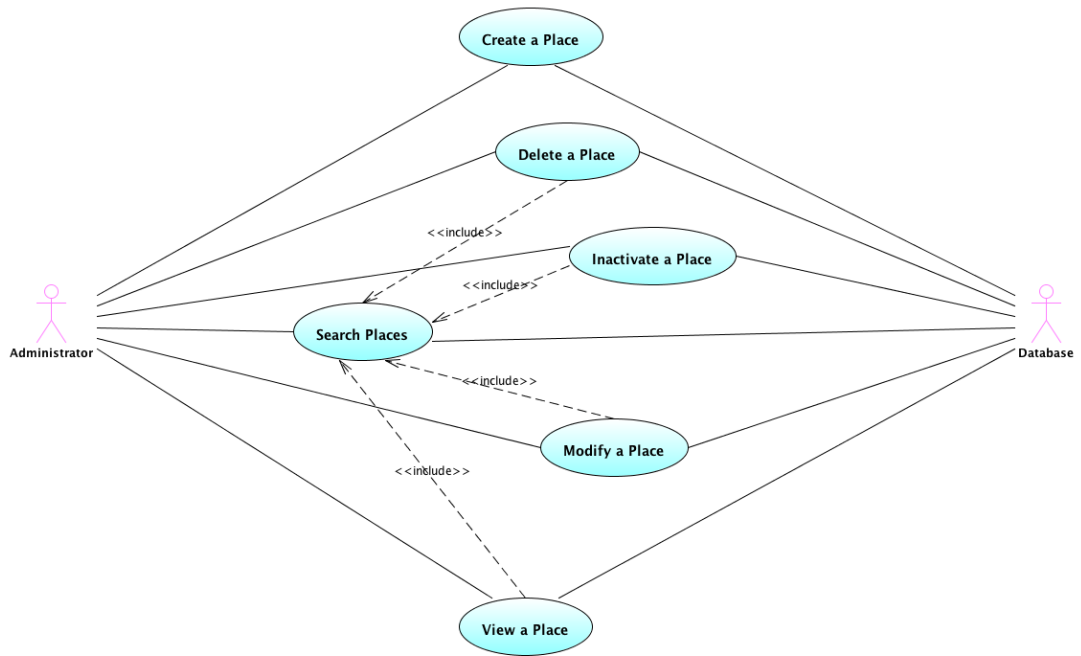 Create a Place
Delete a Place
<<include>>
Inactivate a Place
<<include>>
Search Places
Administrator
Database
<<include>>
Modify a Place
<<include>>
View a Place